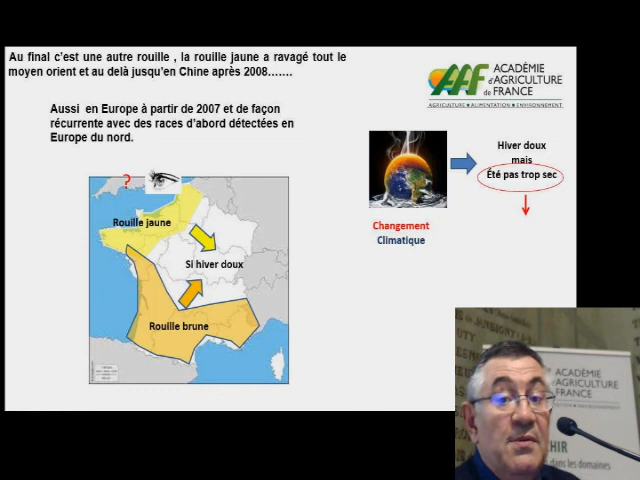 Au final c'est une autre rouille , la rouille jaune a ravagé tout le
moyen orient et au delà jusqu'en Chine après 2008…….
ACADÉMIE
d'AGRICULTURE
de FRANCE
AGRICULTURE • ALIMENTATION • ENVIRONNEMENT
Aussi en Europe à partir de 2007 et de façon
récurrente avec des races d'abord détectées en
Europe du nord.
Hiver doux
mais
Été pas trop sec
?
Rouille jaune
Changement
Climatique
Si hiver doux
Rouille brune
ACADÉMIE
d'AGRICULTURE
FRANCE
dans les domaines